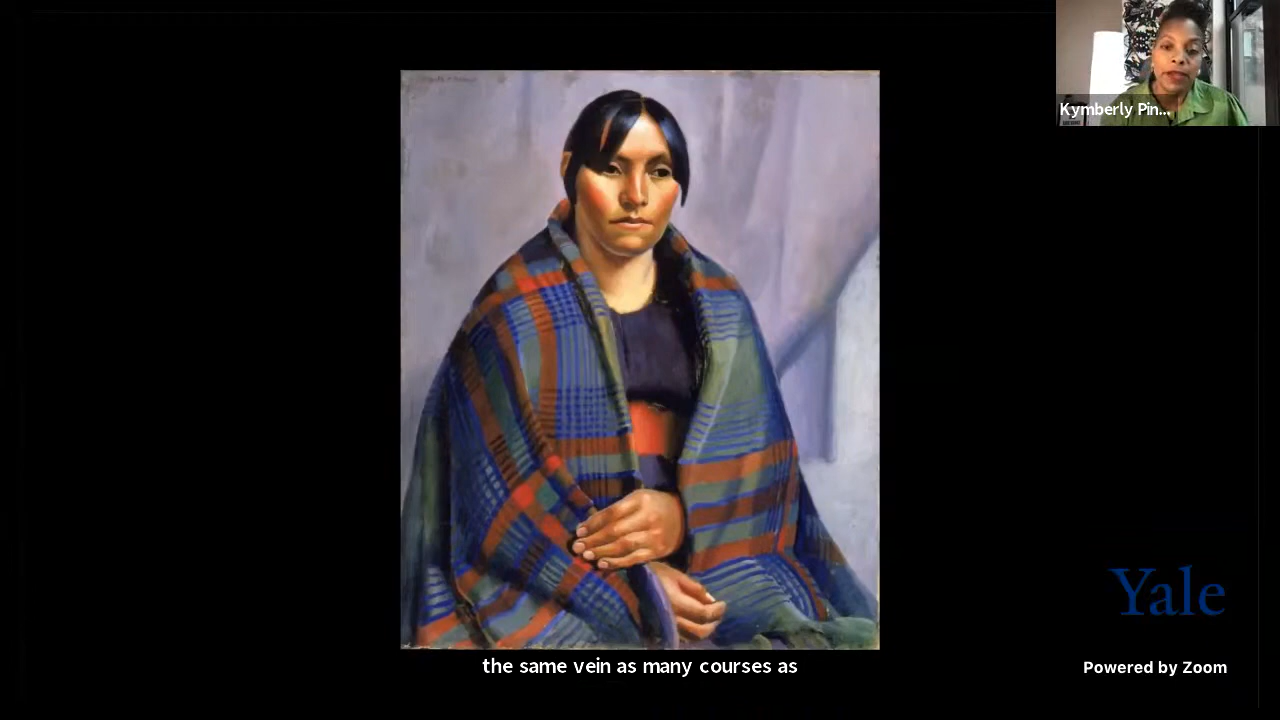 Kymberly Pin...
Yale
the same vein as many courses as
Powered by Zoom